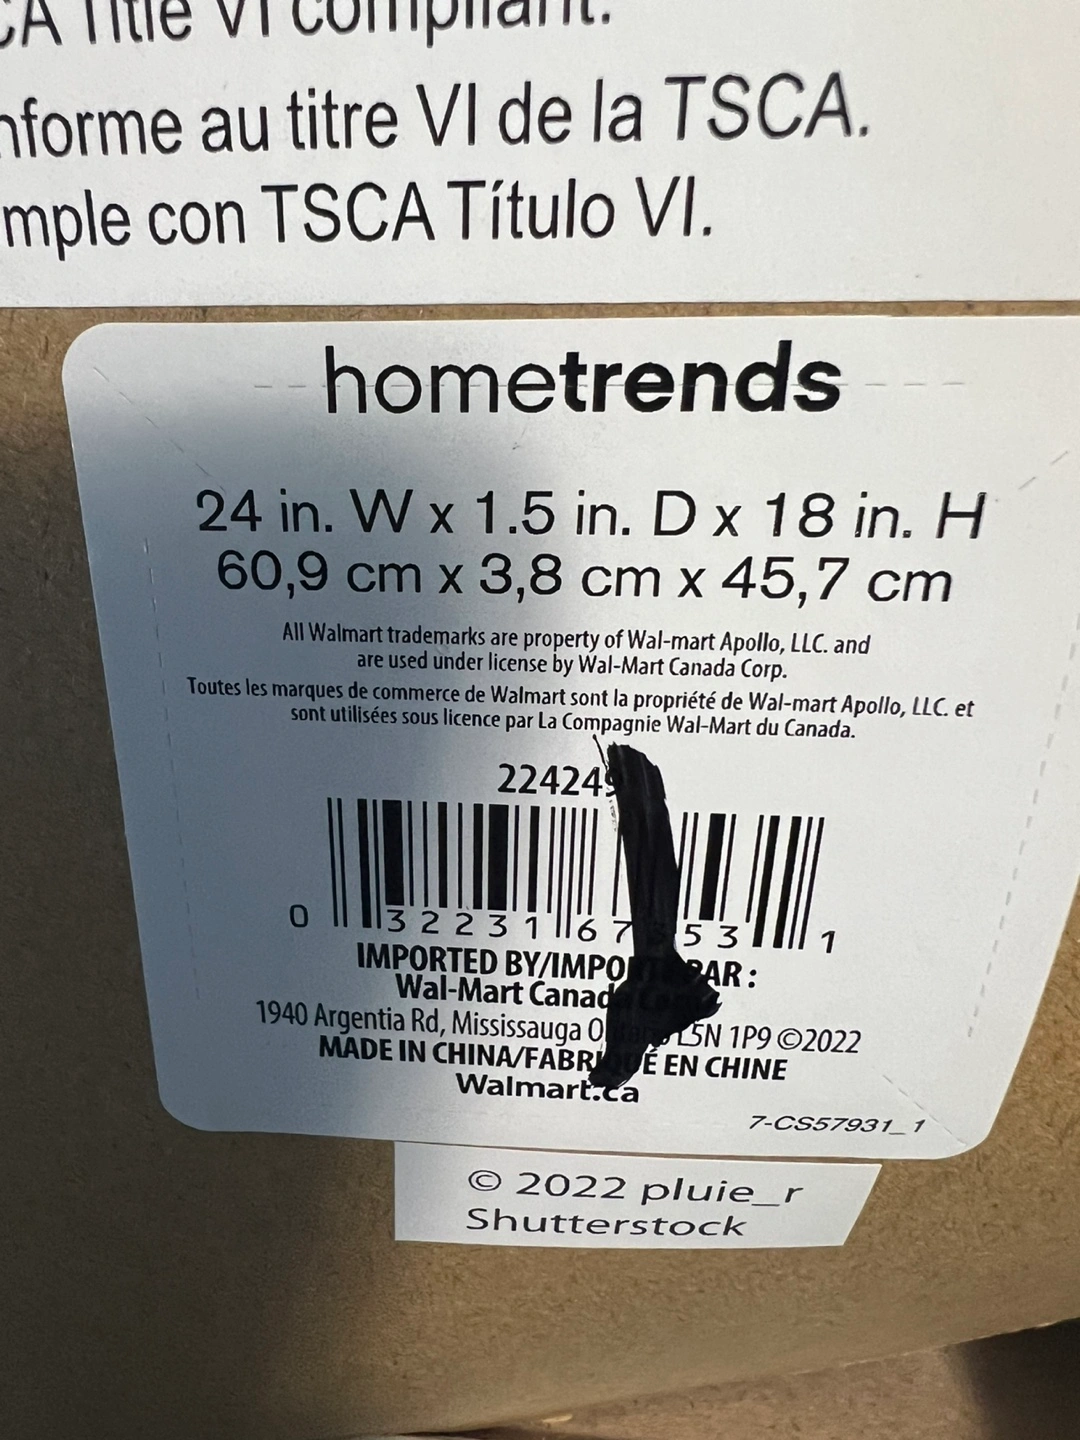 CA Title VI compliant.
nforme au titre VI de la TSCA.
mple con TSCA Título VI.
hometrends
24 in. W x 1.5 in. D x 18 in. H
60,9 cm x 3,8 cm x 45,7 cm
All Walmart trademarks are property of Wal-mart Apollo, LLC. and
are used under license by Wal-Mart Canada Corp.
Toutes les marques de commerce de Walmart sont la propriété de Wal-mart Apollo, LLC. et
sont utilisées sous licence par La Compagnie Wal-Mart du Canada.
0 32231 67 53 1
IMPORTED BY/IMPORTÉ PAR :
Wal-Mart Canada Corp.
1940 Argentia Rd, Mississauga L5N 1P9 ©2022
MADE IN CHINA/FABRIQUÉ EN CHINE
Walmart.ca
7-CS57931_1
© 2022 pluie_r
Shutterstock